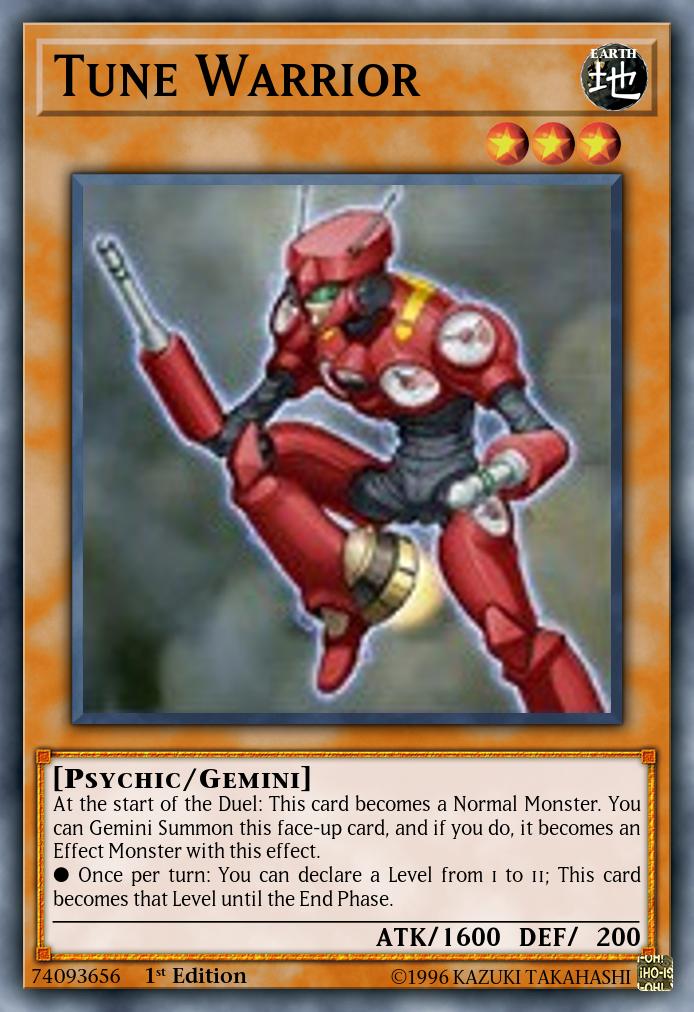 Tune Warrior
EARTH
地
[Psychic/Gemini]
At the start of the Duel: This card becomes a Normal Monster. You
can Gemini Summon this face-up card, and if you do, it becomes an
Effect Monster with this effect.
● Once per turn: You can declare a Level from I to II; This card
becomes that Level until the End Phase.
ATK/1600 DEF/ 200
74093656 1st Edition ©1996 KAZUKI TAKAHASHI